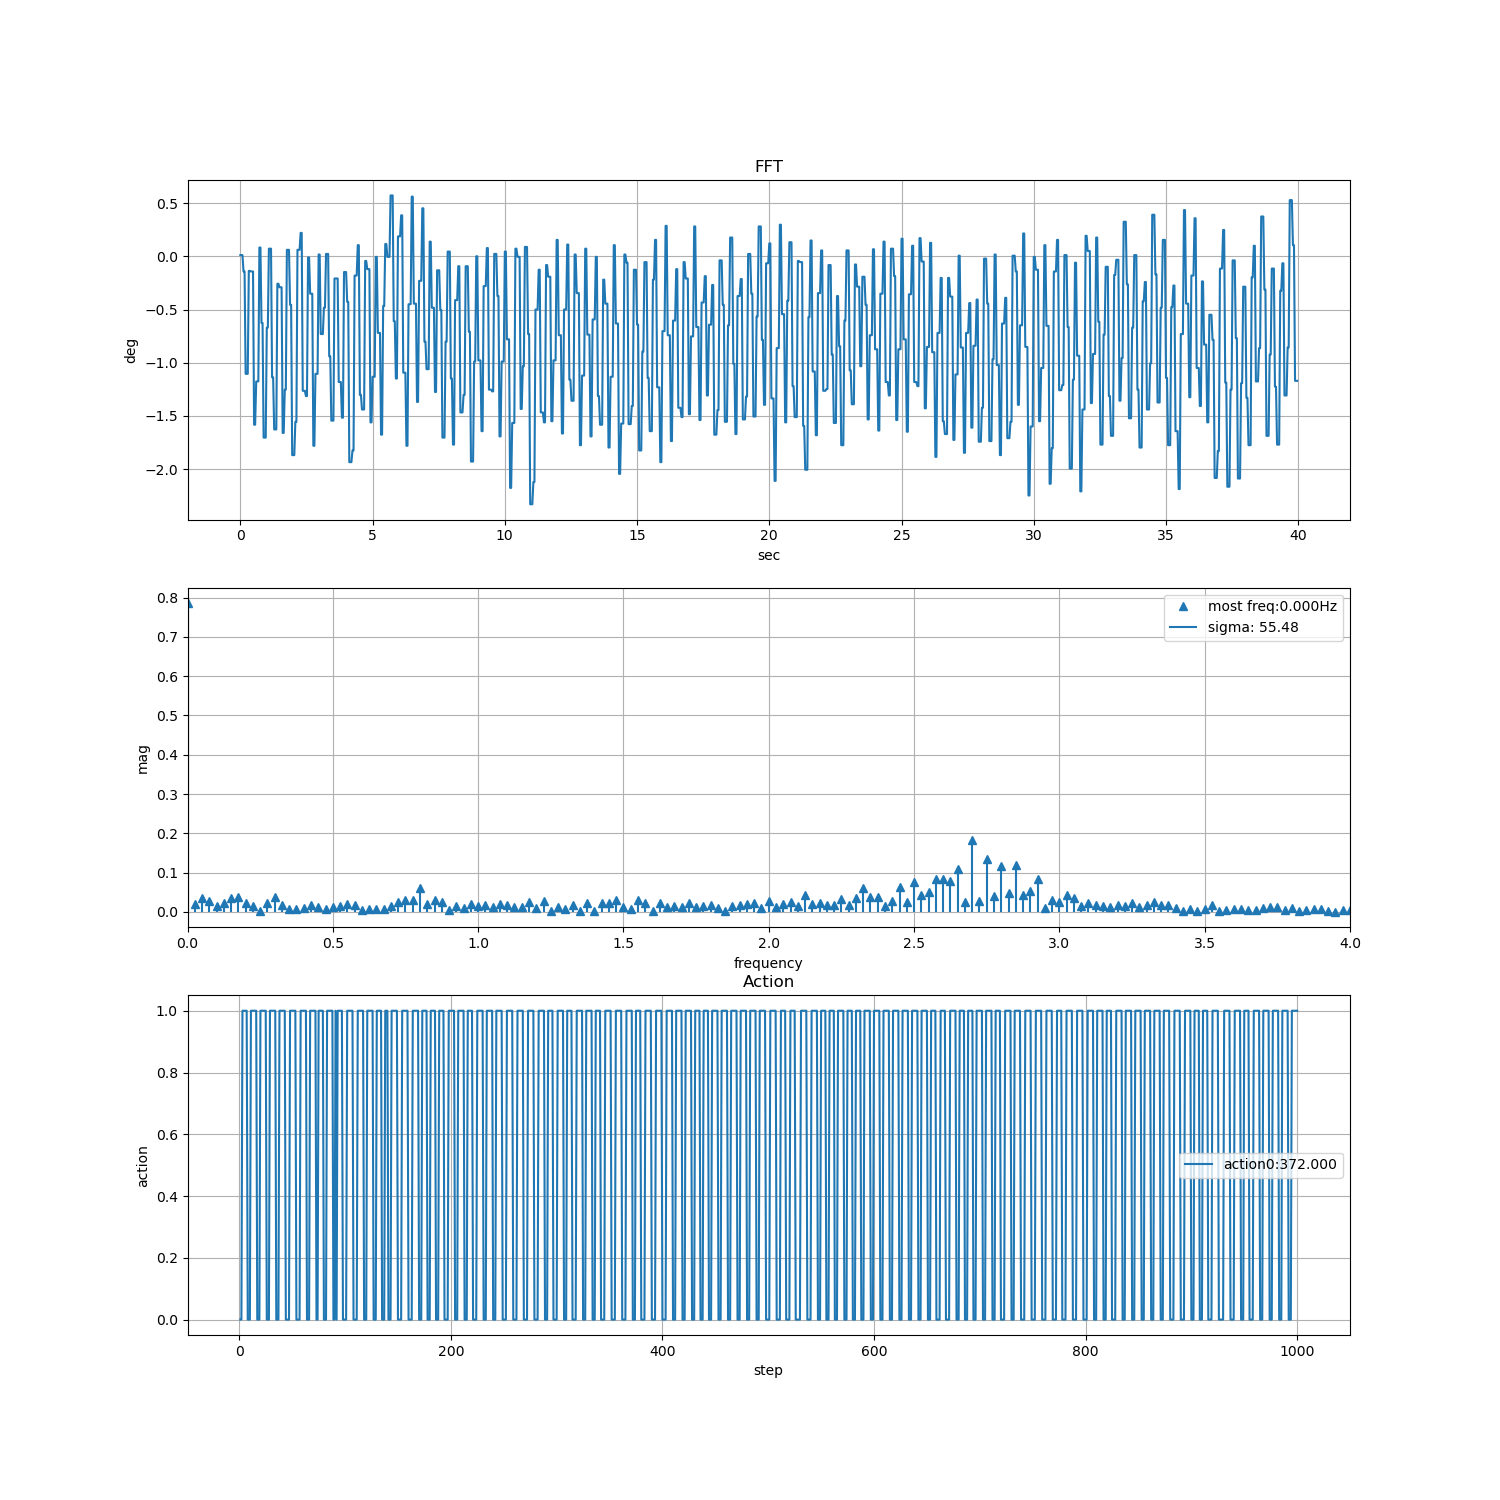 FFT
0.5
0.0
−0.5
−1.0
−1.5
−2.0
deg
0 5 10 15 20 25 30 35 40
sec
0.8
0.7
0.6
0.5
0.4
0.3
0.2
0.1
0.0
mag
most freq:0.000Hz
sigma: 55.48
0.0 0.5 1.0 1.5 2.0 2.5 3.0 3.5 4.0
frequency
Action
1.0
0.8
0.6
0.4
0.2
0.0
action
action0:372.000
0 200 400 600 800 1000
step